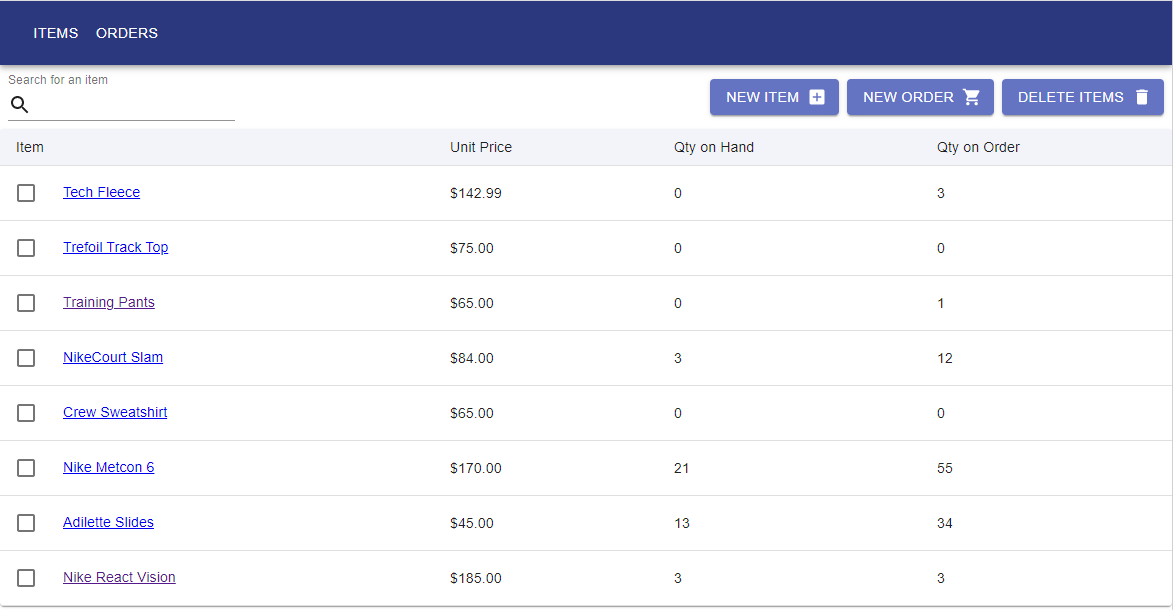 ITEMS ORDERS
Search for an item
NEW ITEM NEW ORDER DELETE ITEMS
Item Unit Price Qty on Hand Qty on Order
Tech Fleece $142.99 0 3
Trefoil Track Top $75.00 0 0
Training Pants $65.00 0 1
NikeCourt Slam $84.00 3 12
Crew Sweatshirt $65.00 0 0
Nike Metcon 6 $170.00 21 55
Adilette Slides $45.00 13 34
Nike React Vision $185.00 3 3